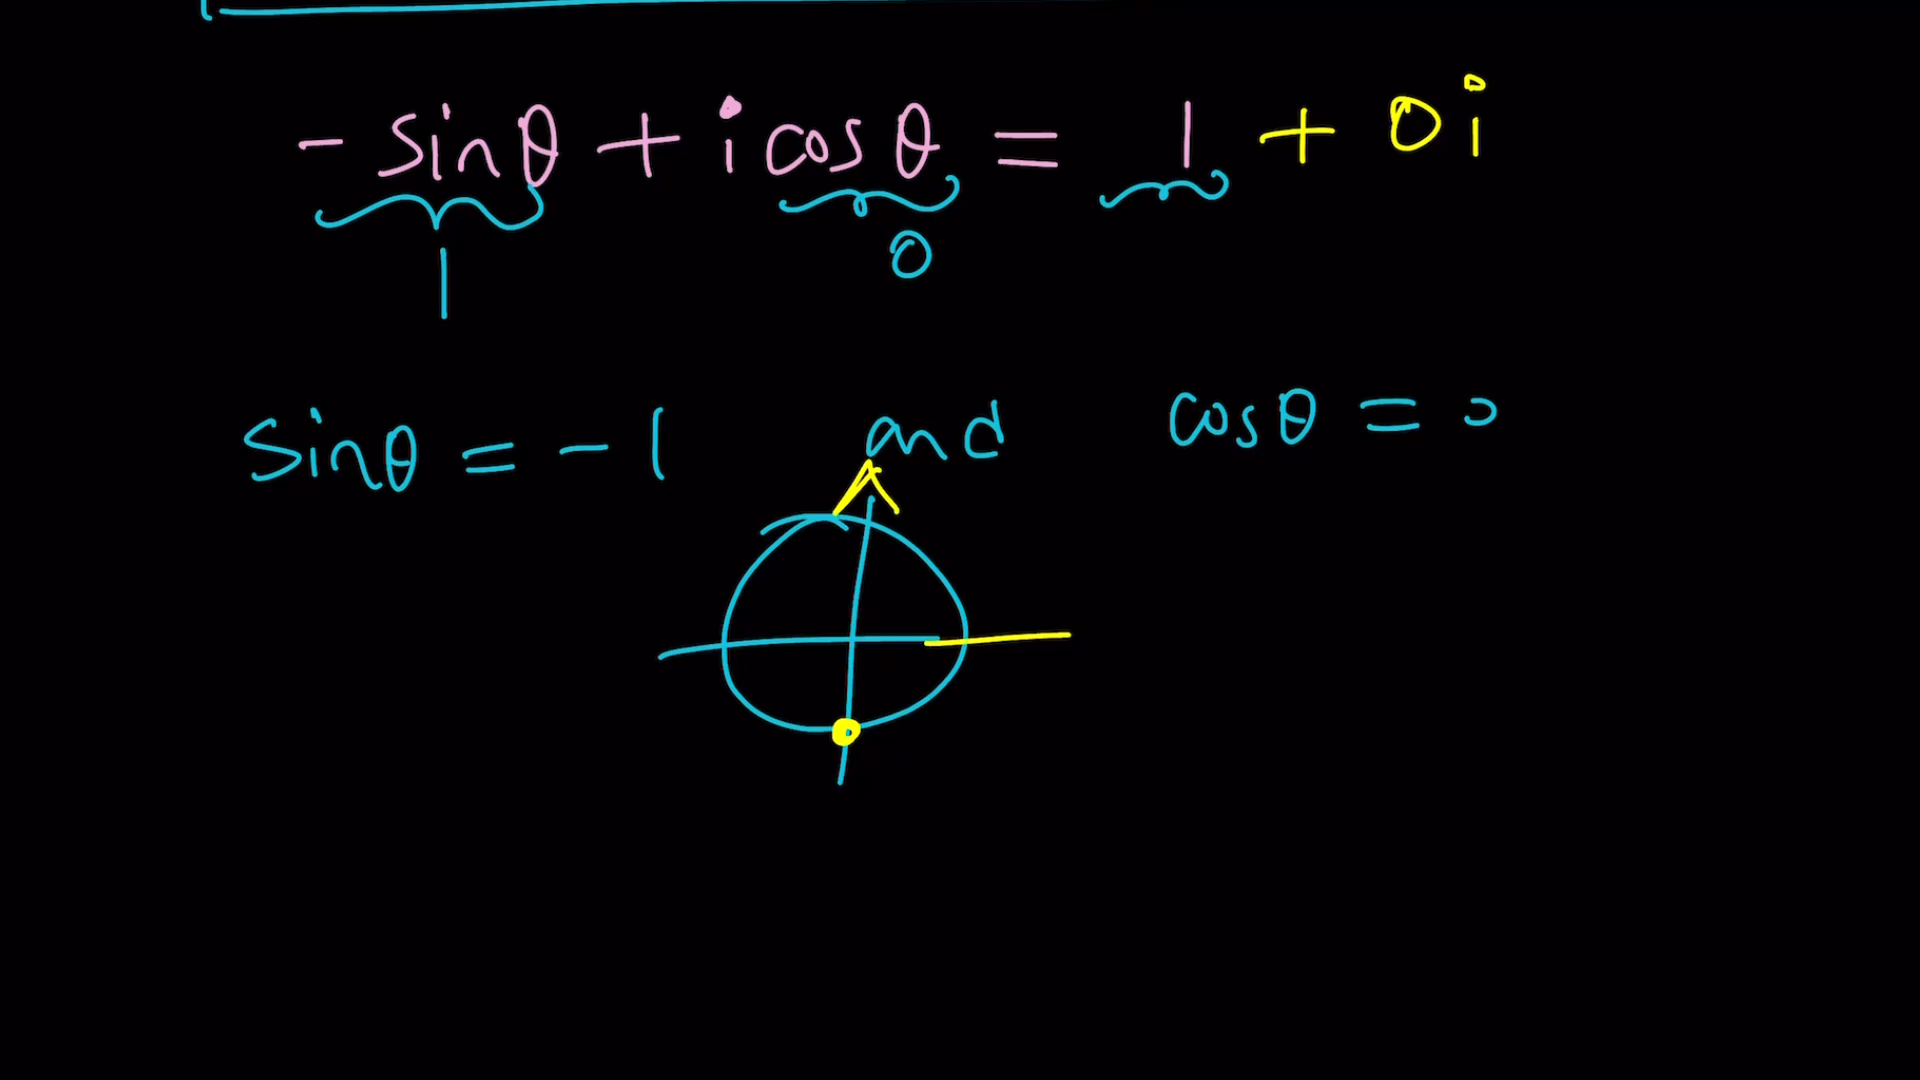 -sinθ + i cosθ = 1 + 0i
1 0
sinθ = -1 and cosθ = 0